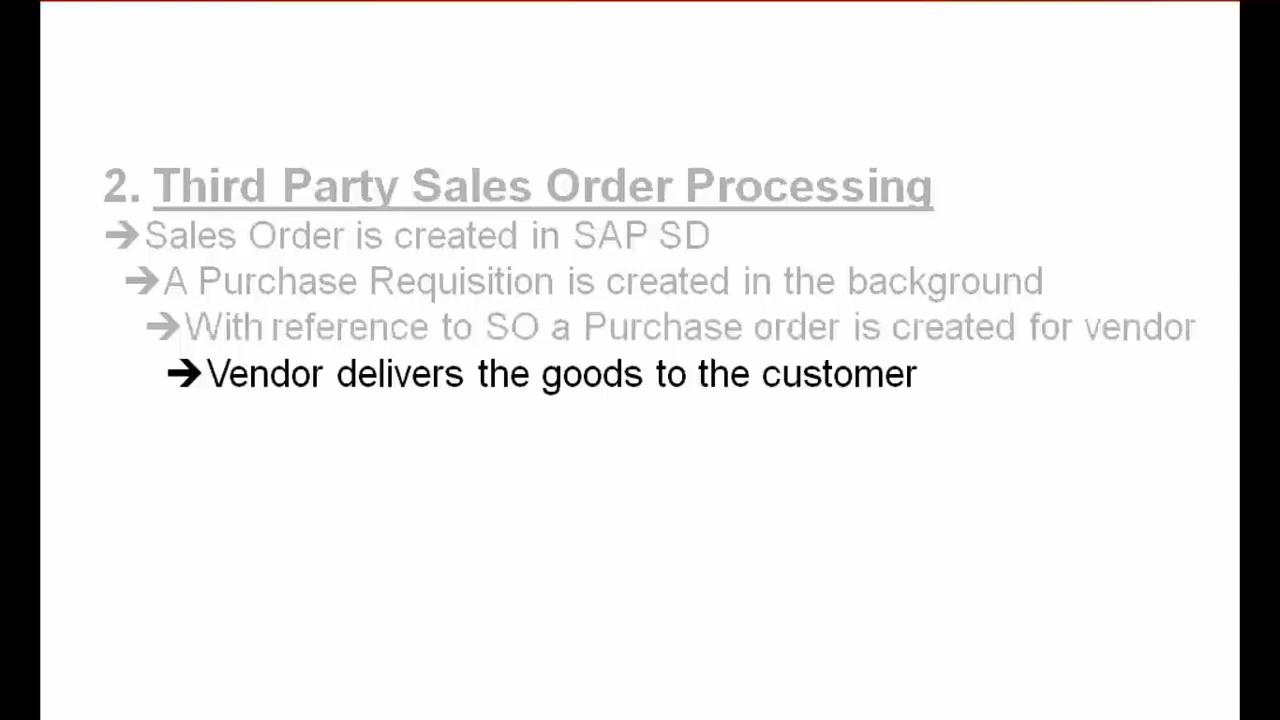 2. Third Party Sales Order Processing
➔Sales Order is created in SAP SD
➔A Purchase Requisition is created in the background
➔With reference to SO a Purchase order is created for vendor
➔Vendor delivers the goods to the customer